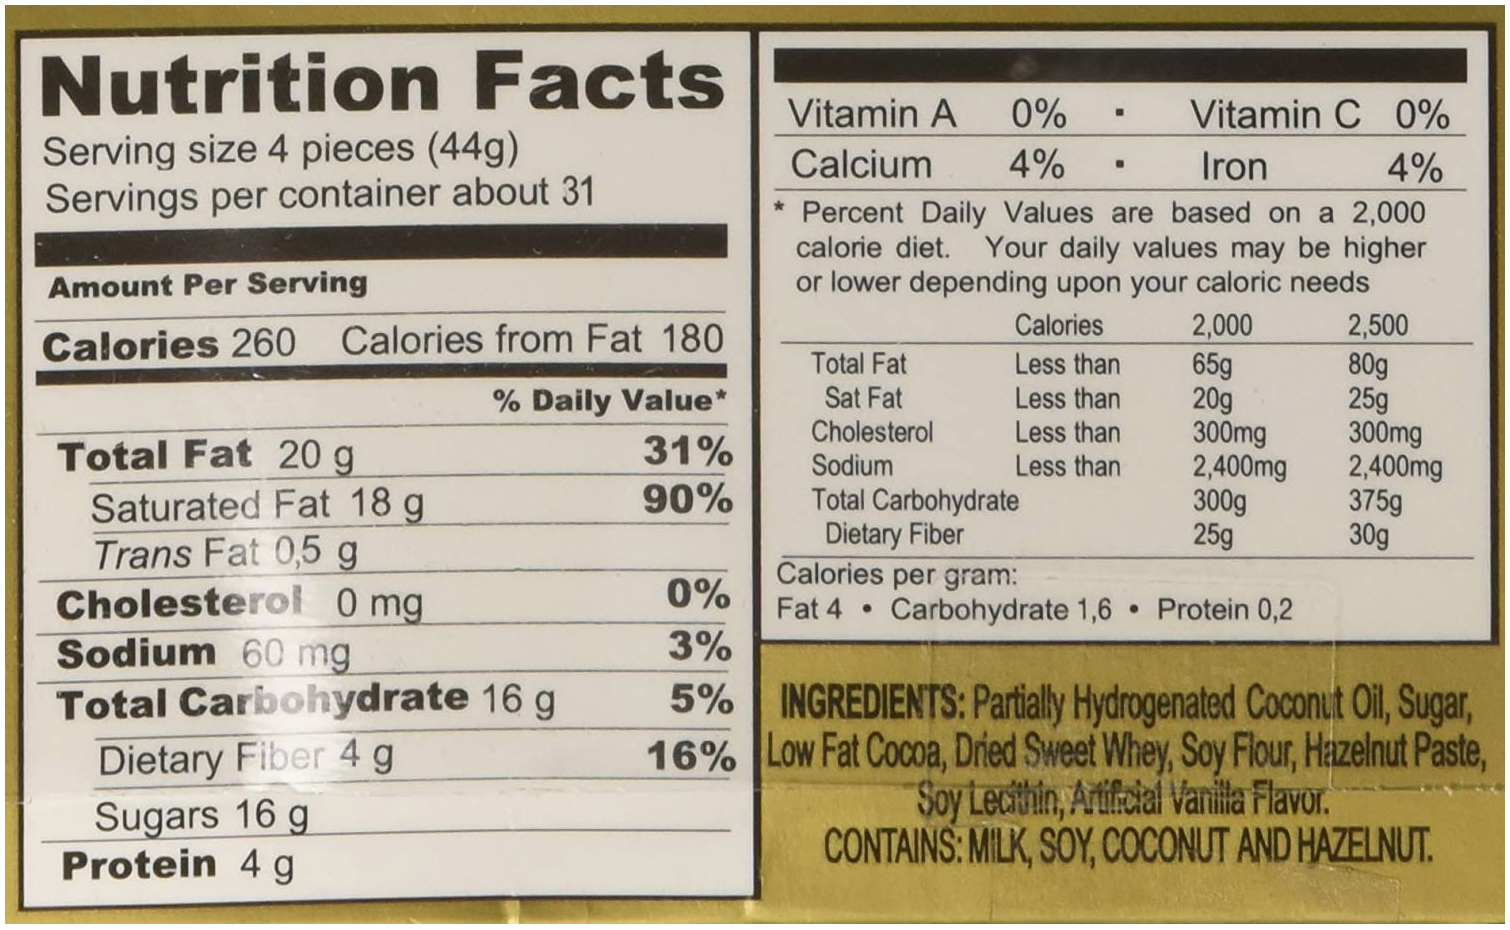 Nutrition Facts
Serving size 4 pieces (44g)
Servings per container about 31
Amount Per Serving
Calories 260 Calories from Fat 180
% Daily Value*
Total Fat 20 g 31%
Saturated Fat 18 g 90%
Trans Fat 0,5 g
Cholesterol 0 mg 0%
Sodium 60 mg 3%
Total Carbohydrate 16 g 5%
Dietary Fiber 4 g 16%
Sugars 16 g
Protein 4 g
Vitamin A 0% · Vitamin C 0%
Calcium 4% · Iron 4%
* Percent Daily Values are based on a 2,000
calorie diet. Your daily values may be higher
or lower depending upon your caloric needs
Calories 2,000 2,500
Total Fat Less than 65g 80g
Sat Fat Less than 20g 25g
Cholesterol Less than 300mg 300mg
Sodium Less than 2,400mg 2,400mg
Total Carbohydrate 300g 375g
Dietary Fiber 25g 30g
Calories per gram:
Fat 4 • Carbohydrate 1,6 • Protein 0,2
INGREDIENTS: Partially Hydrogenated Coconut Oil, Sugar,
Low Fat Cocoa, Dried Sweet Whey, Soy Flour, Hazelnut Paste,
Soy Lecithin, Artificial Vanilla Flavor.
CONTAINS: MILK, SOY, COCONUT AND HAZELNUT.